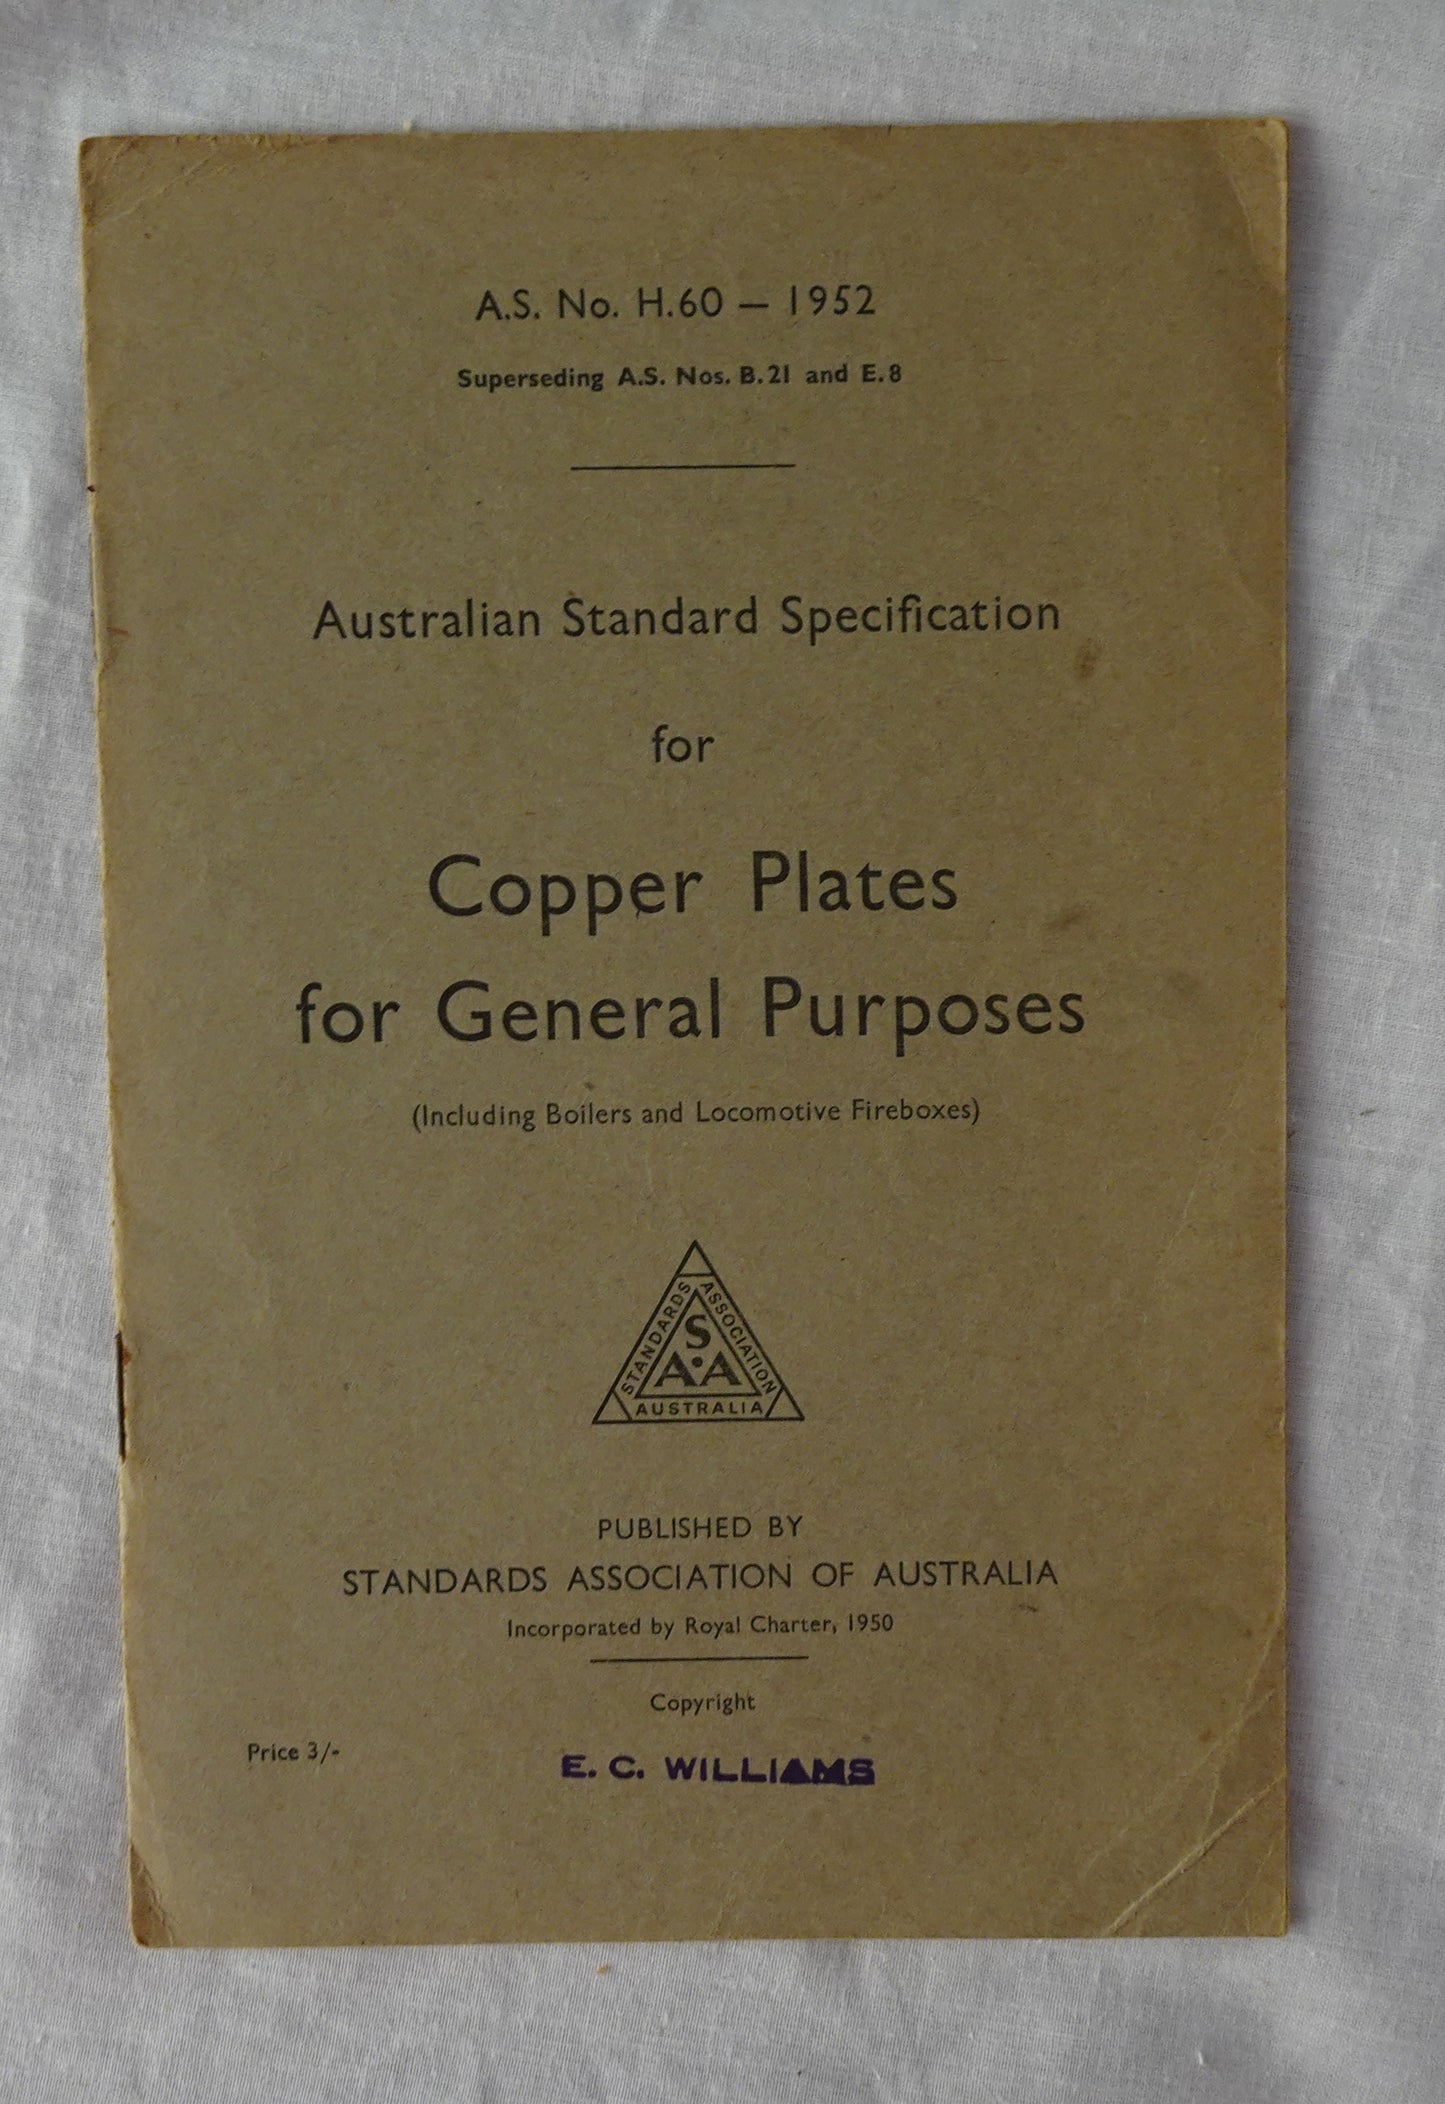 A.S. No. H.60 — 1952
Superseding A.S. Nos. B.21 and E.8
Australian Standard Specification
for
Copper Plates
for General Purposes
(Including Boilers and Locomotive Fireboxes)
STANDARDS ASSOCIATION
S
A·A
AUSTRALIA
PUBLISHED BY
STANDARDS ASSOCIATION OF AUSTRALIA
Incorporated by Royal Charter, 1950
Copyright
Price 3/-
E. C. WILLIAMS